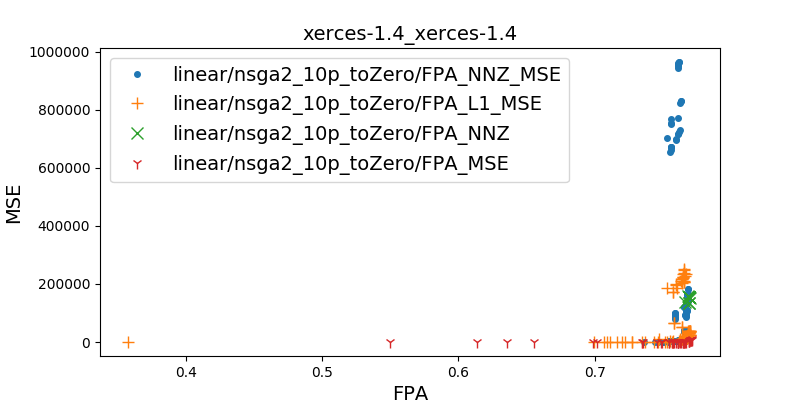 xerces-1.4_xerces-1.4
1000000
800000
600000
400000
200000
0
MSE
linear/nsga2_10p_toZero/FPA_NNZ_MSE
linear/nsga2_10p_toZero/FPA_L1_MSE
linear/nsga2_10p_toZero/FPA_NNZ
linear/nsga2_10p_toZero/FPA_MSE
0.4 0.5 0.6 0.7
FPA